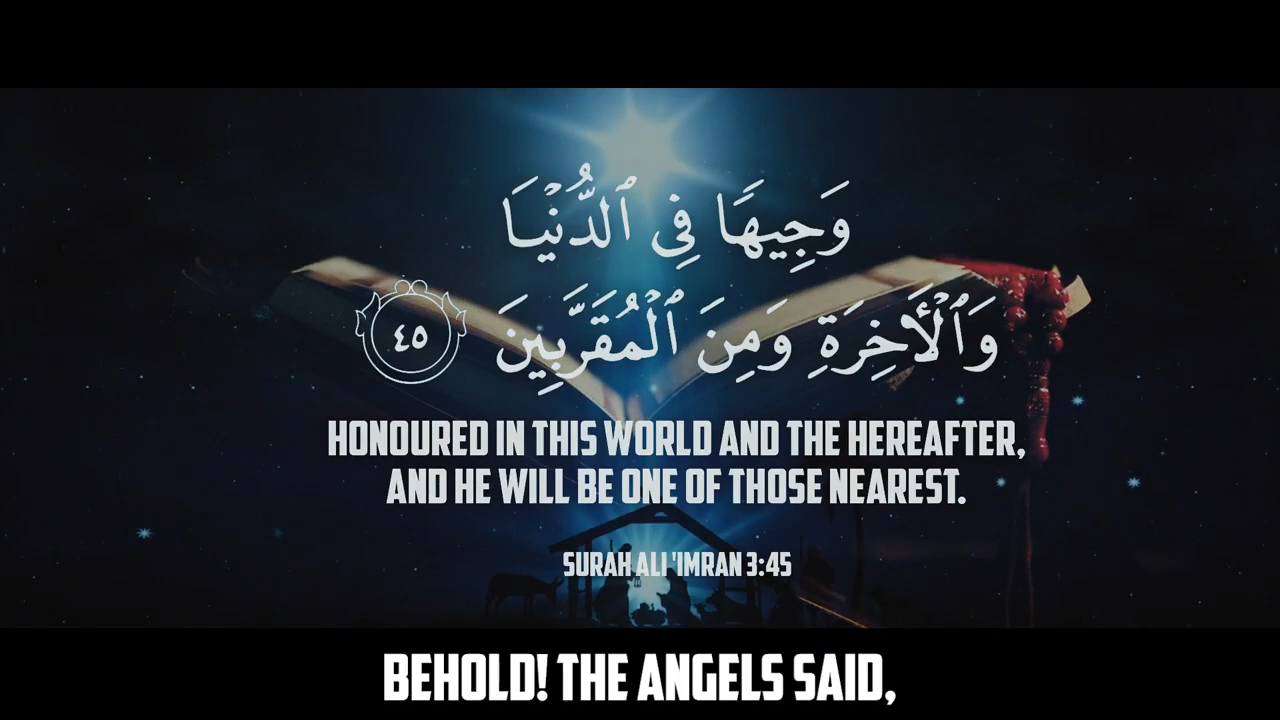 وَجِيهًا فِى ٱلدُّنْيَا
وَٱلْأَخِرَةِ وَمِنَ ٱلْمُقَرَّبِينَ ٤٥
HONOURED IN THIS WORLD AND THE HEREAFTER,
AND HE WILL BE ONE OF THOSE NEAREST.
SURAH ALI 'IMRAN 3:45
BEHOLD! THE ANGELS SAID,